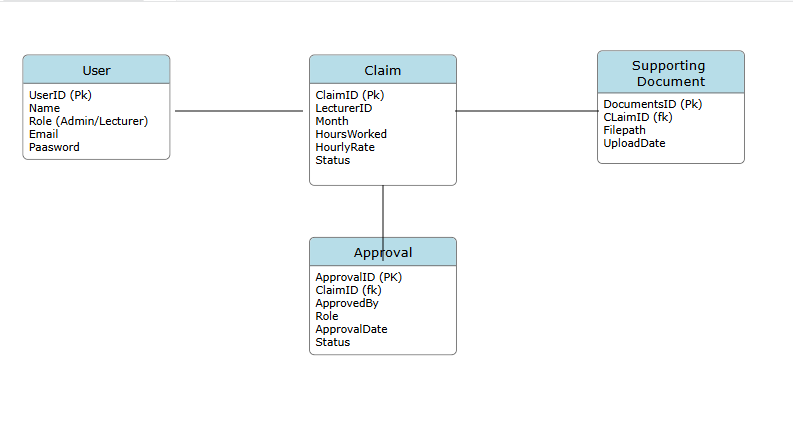 User
UserID (Pk)
Name
Role (Admin/Lecturer)
Email
Paasword
Claim
ClaimID (Pk)
LecturerID
Month
HoursWorked
HourlyRate
Status
Supporting
Document
DocumentsID (Pk)
CLaimID (fk)
Filepath
UploadDate
Approval
ApprovalID (PK)
ClaimID (fk)
ApprovedBy
Role
ApprovalDate
Status